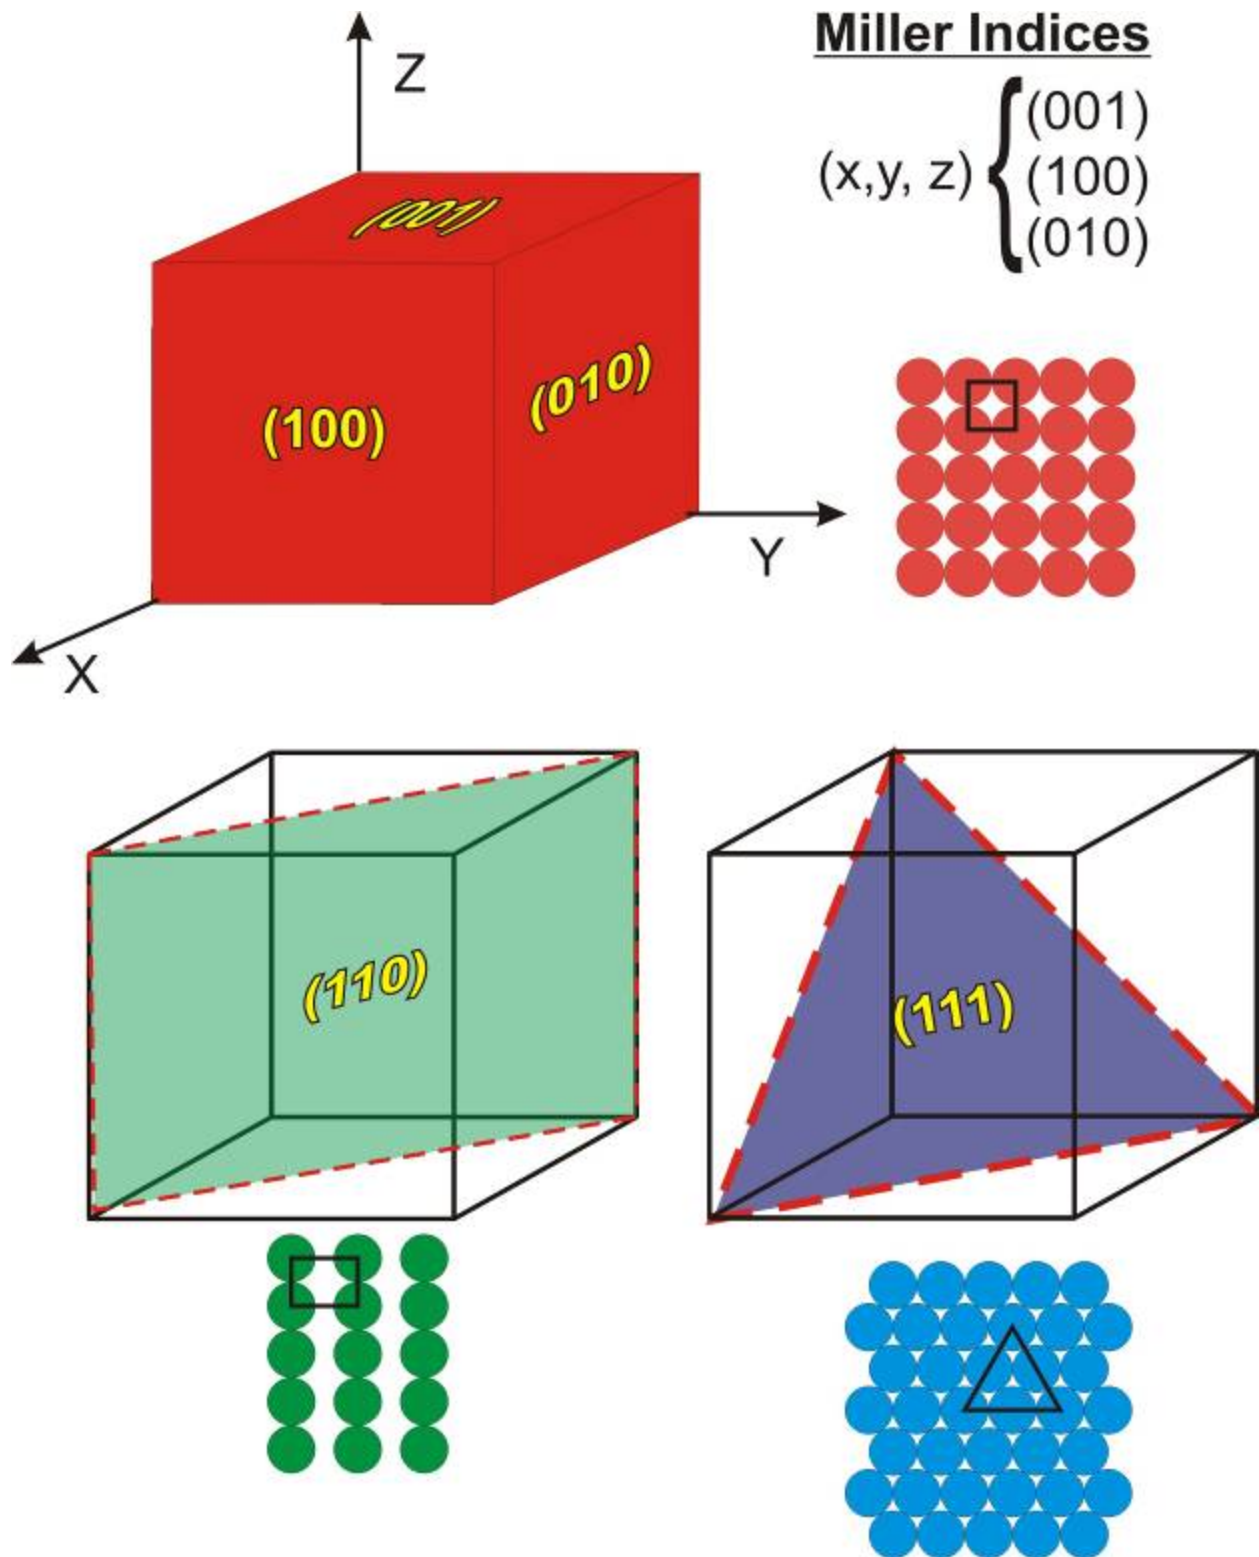 Miller Indices
Z
(x,y, z) { (001)
(100)
(010)
(001)
(100)
(010)
Y
X
(110)
(111)